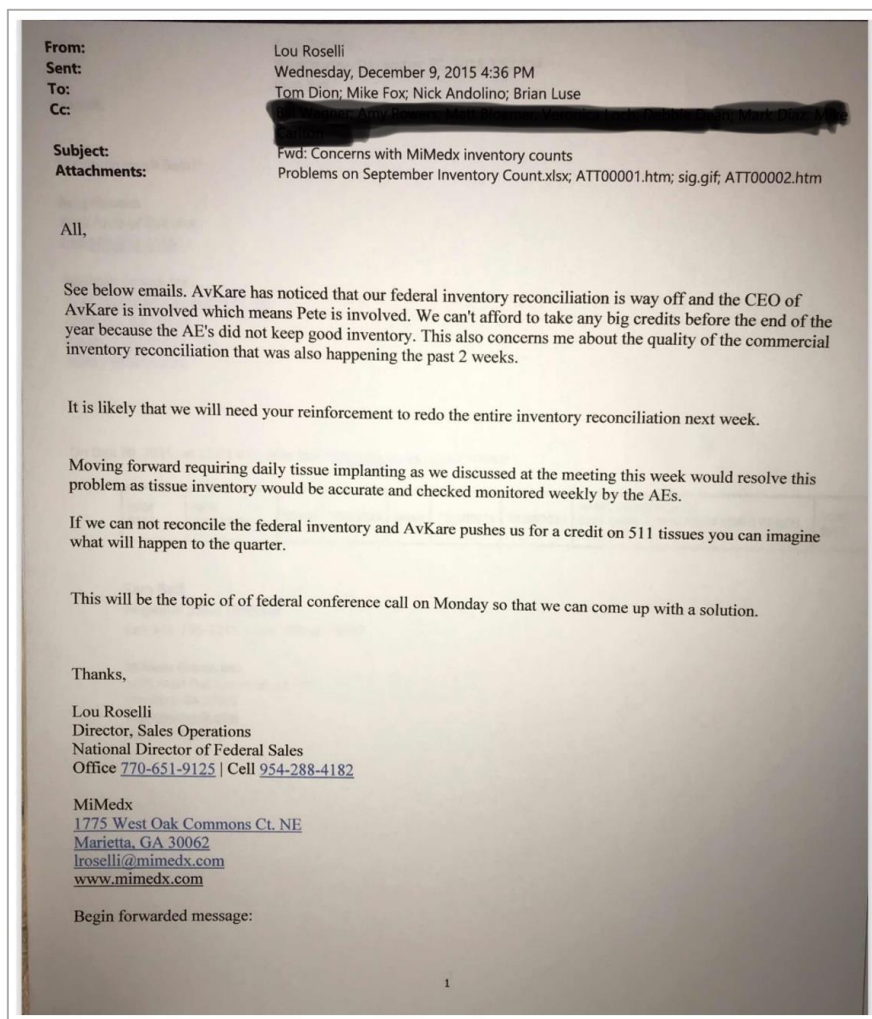 From: Lou Roselli
Sent: Wednesday, December 9, 2015 4:36 PM
To: Tom Dion; Mike Fox; Nick Andolino; Brian Luse
Cc:
Subject: Fwd: Concerns with MiMedx inventory counts
Attachments: Problems on September Inventory Count.xlsx; ATT00001.htm; sig.gif; ATT00002.htm
All,
See below emails. AvKare has noticed that our federal inventory reconciliation is way off and the CEO of
AvKare is involved which means Pete is involved. We can't afford to take any big credits before the end of the
year because the AE's did not keep good inventory. This also concerns me about the quality of the commercial
inventory reconciliation that was also happening the past 2 weeks.
It is likely that we will need your reinforcement to redo the entire inventory reconciliation next week.
Moving forward requiring daily tissue implanting as we discussed at the meeting this week would resolve this
problem as tissue inventory would be accurate and checked monitored weekly by the AEs.
If we can not reconcile the federal inventory and AvKare pushes us for a credit on 511 tissues you can imagine
what will happen to the quarter.
This will be the topic of of federal conference call on Monday so that we can come up with a solution.
Thanks,
Lou Roselli
Director, Sales Operations
National Director of Federal Sales
Office 770-651-9125 | Cell 954-288-4182
MiMedx
1775 West Oak Commons Ct. NE
Marietta, GA 30062
lroselli@mimedx.com
www.mimedx.com
Begin forwarded message:
1